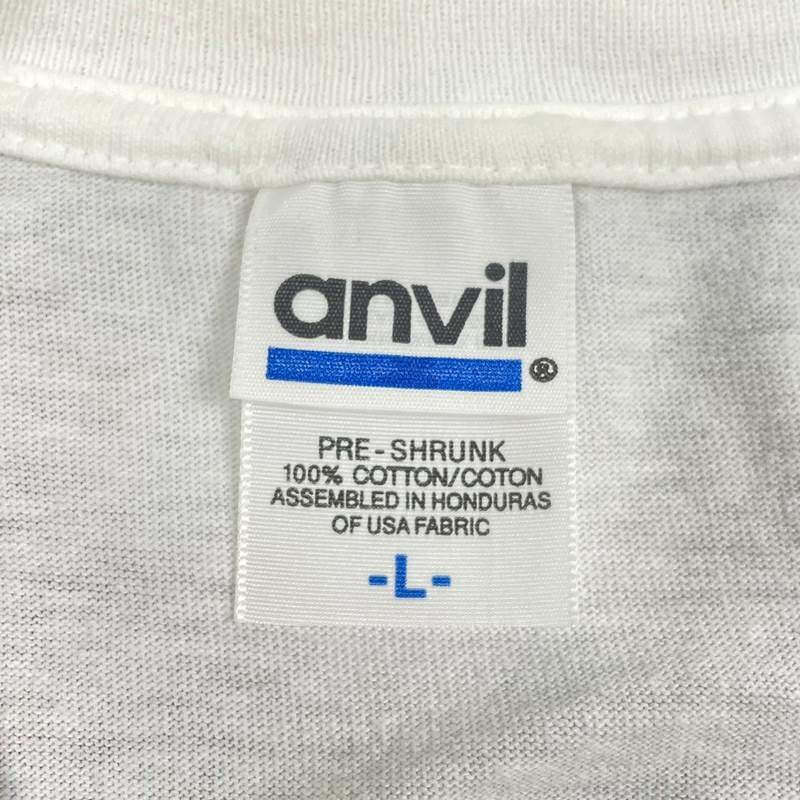 anvil
®
PRE-SHRUNK
100% COTTON/COTON
ASSEMBLED IN HONDURAS
OF USA FABRIC
-L-